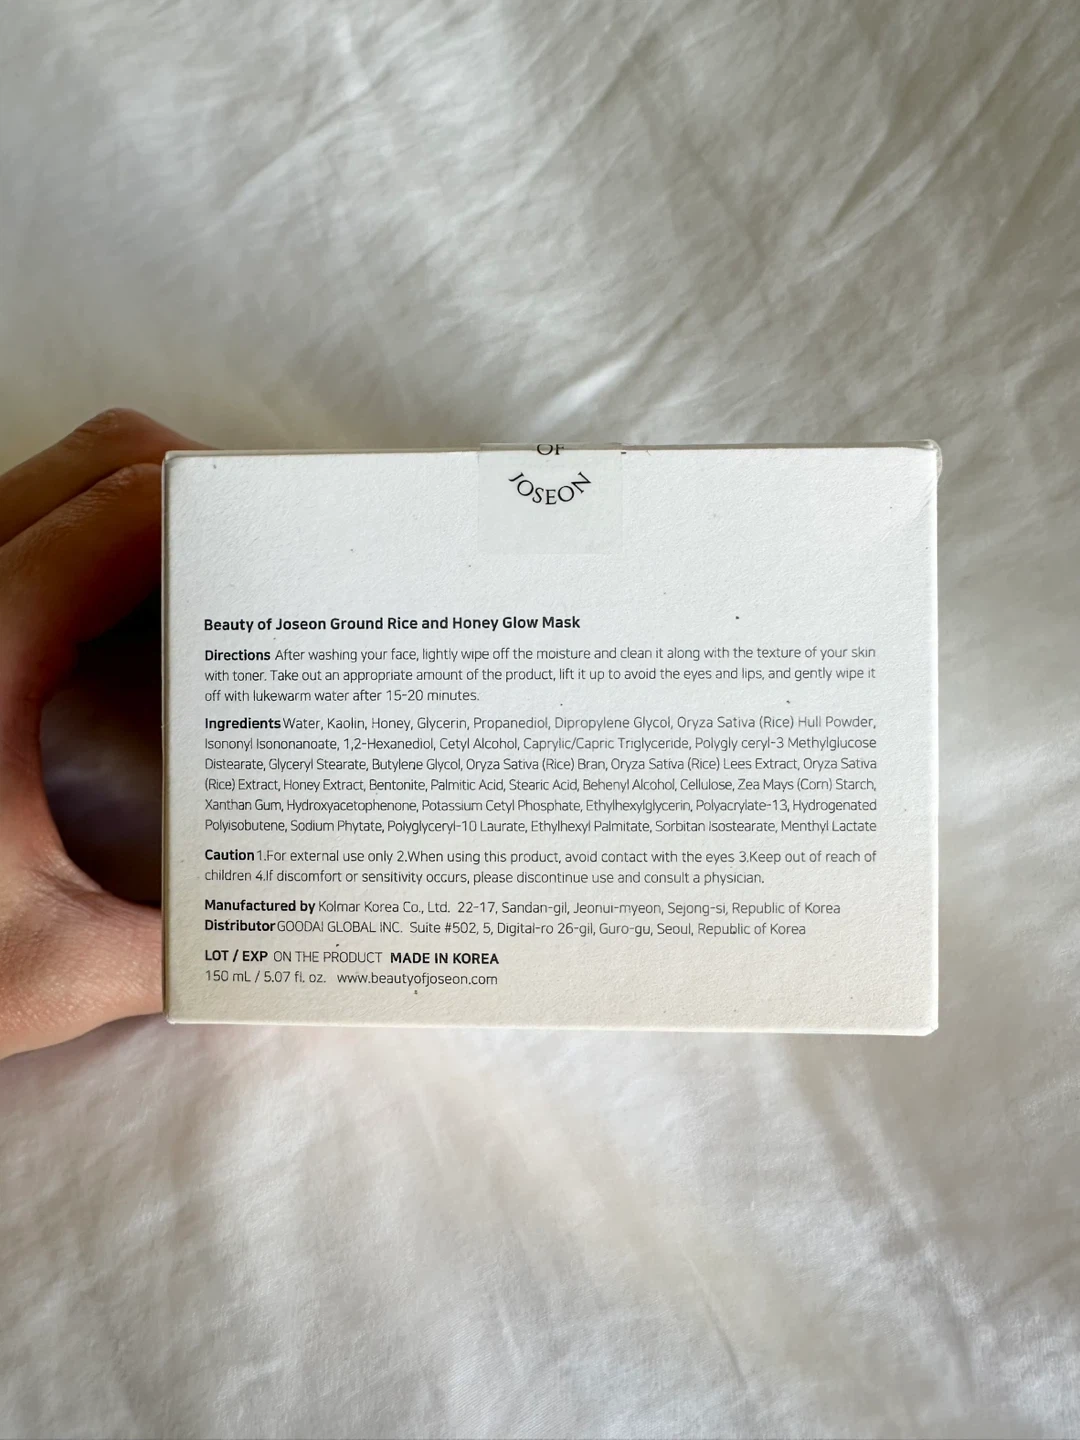 OF
JOSEON
Beauty of Joseon Ground Rice and Honey Glow Mask
Directions After washing your face, lightly wipe off the moisture and clean it along with the texture of your skin
with toner. Take out an appropriate amount of the product, lift it up to avoid the eyes and lips, and gently wipe it
off with lukewarm water after 15-20 minutes.
Ingredients Water, Kaolin, Honey, Glycerin, Propanediol, Dipropylene Glycol, Oryza Sativa (Rice) Hull Powder,
Isononyl Isononanoate, 1,2-Hexanediol, Cetyl Alcohol, Caprylic/Capric Triglyceride, Polygly ceryl-3 Methylglucose
Distearate, Glyceryl Stearate, Butylene Glycol, Oryza Sativa (Rice) Bran, Oryza Sativa (Rice) Lees Extract, Oryza Sativa
(Rice) Extract, Honey Extract, Bentonite, Palmitic Acid, Stearic Acid, Behenyl Alcohol, Cellulose, Zea Mays (Corn) Starch,
Xanthan Gum, Hydroxyacetophenone, Potassium Cetyl Phosphate, Ethylhexylglycerin, Polyacrylate-13, Hydrogenated
Polyisobutene, Sodium Phytate, Polyglyceryl-10 Laurate, Ethylhexyl Palmitate, Sorbitan Isostearate, Menthyl Lactate
Caution 1.For external use only 2.When using this product, avoid contact with the eyes 3.Keep out of reach of
children 4.If discomfort or sensitivity occurs, please discontinue use and consult a physician.
Manufactured by Kolmar Korea Co., Ltd. 22-17, Sandan-gil, Jeonui-myeon, Sejong-si, Republic of Korea
Distributor GOODAI GLOBAL INC. Suite #502, 5, Digital-ro 26-gil, Guro-gu, Seoul, Republic of Korea
LOT / EXP ON THE PRODUCT MADE IN KOREA
150 mL / 5.07 fl. oz. www.beautyofjoseon.com